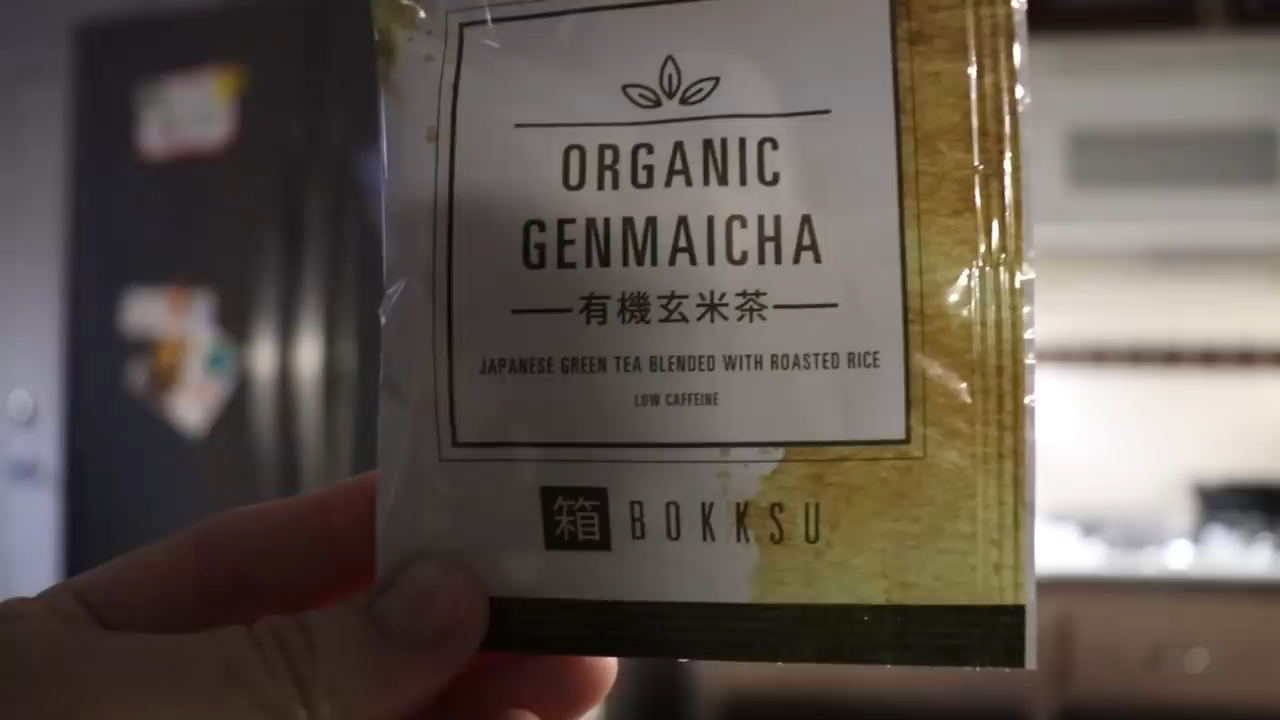 ORGANIC
GENMAICHA
有機玄米茶
JAPANESE GREEN TEA BLENDED WITH ROASTED RICE
LOW CAFFEINE
箱 BOKKSU